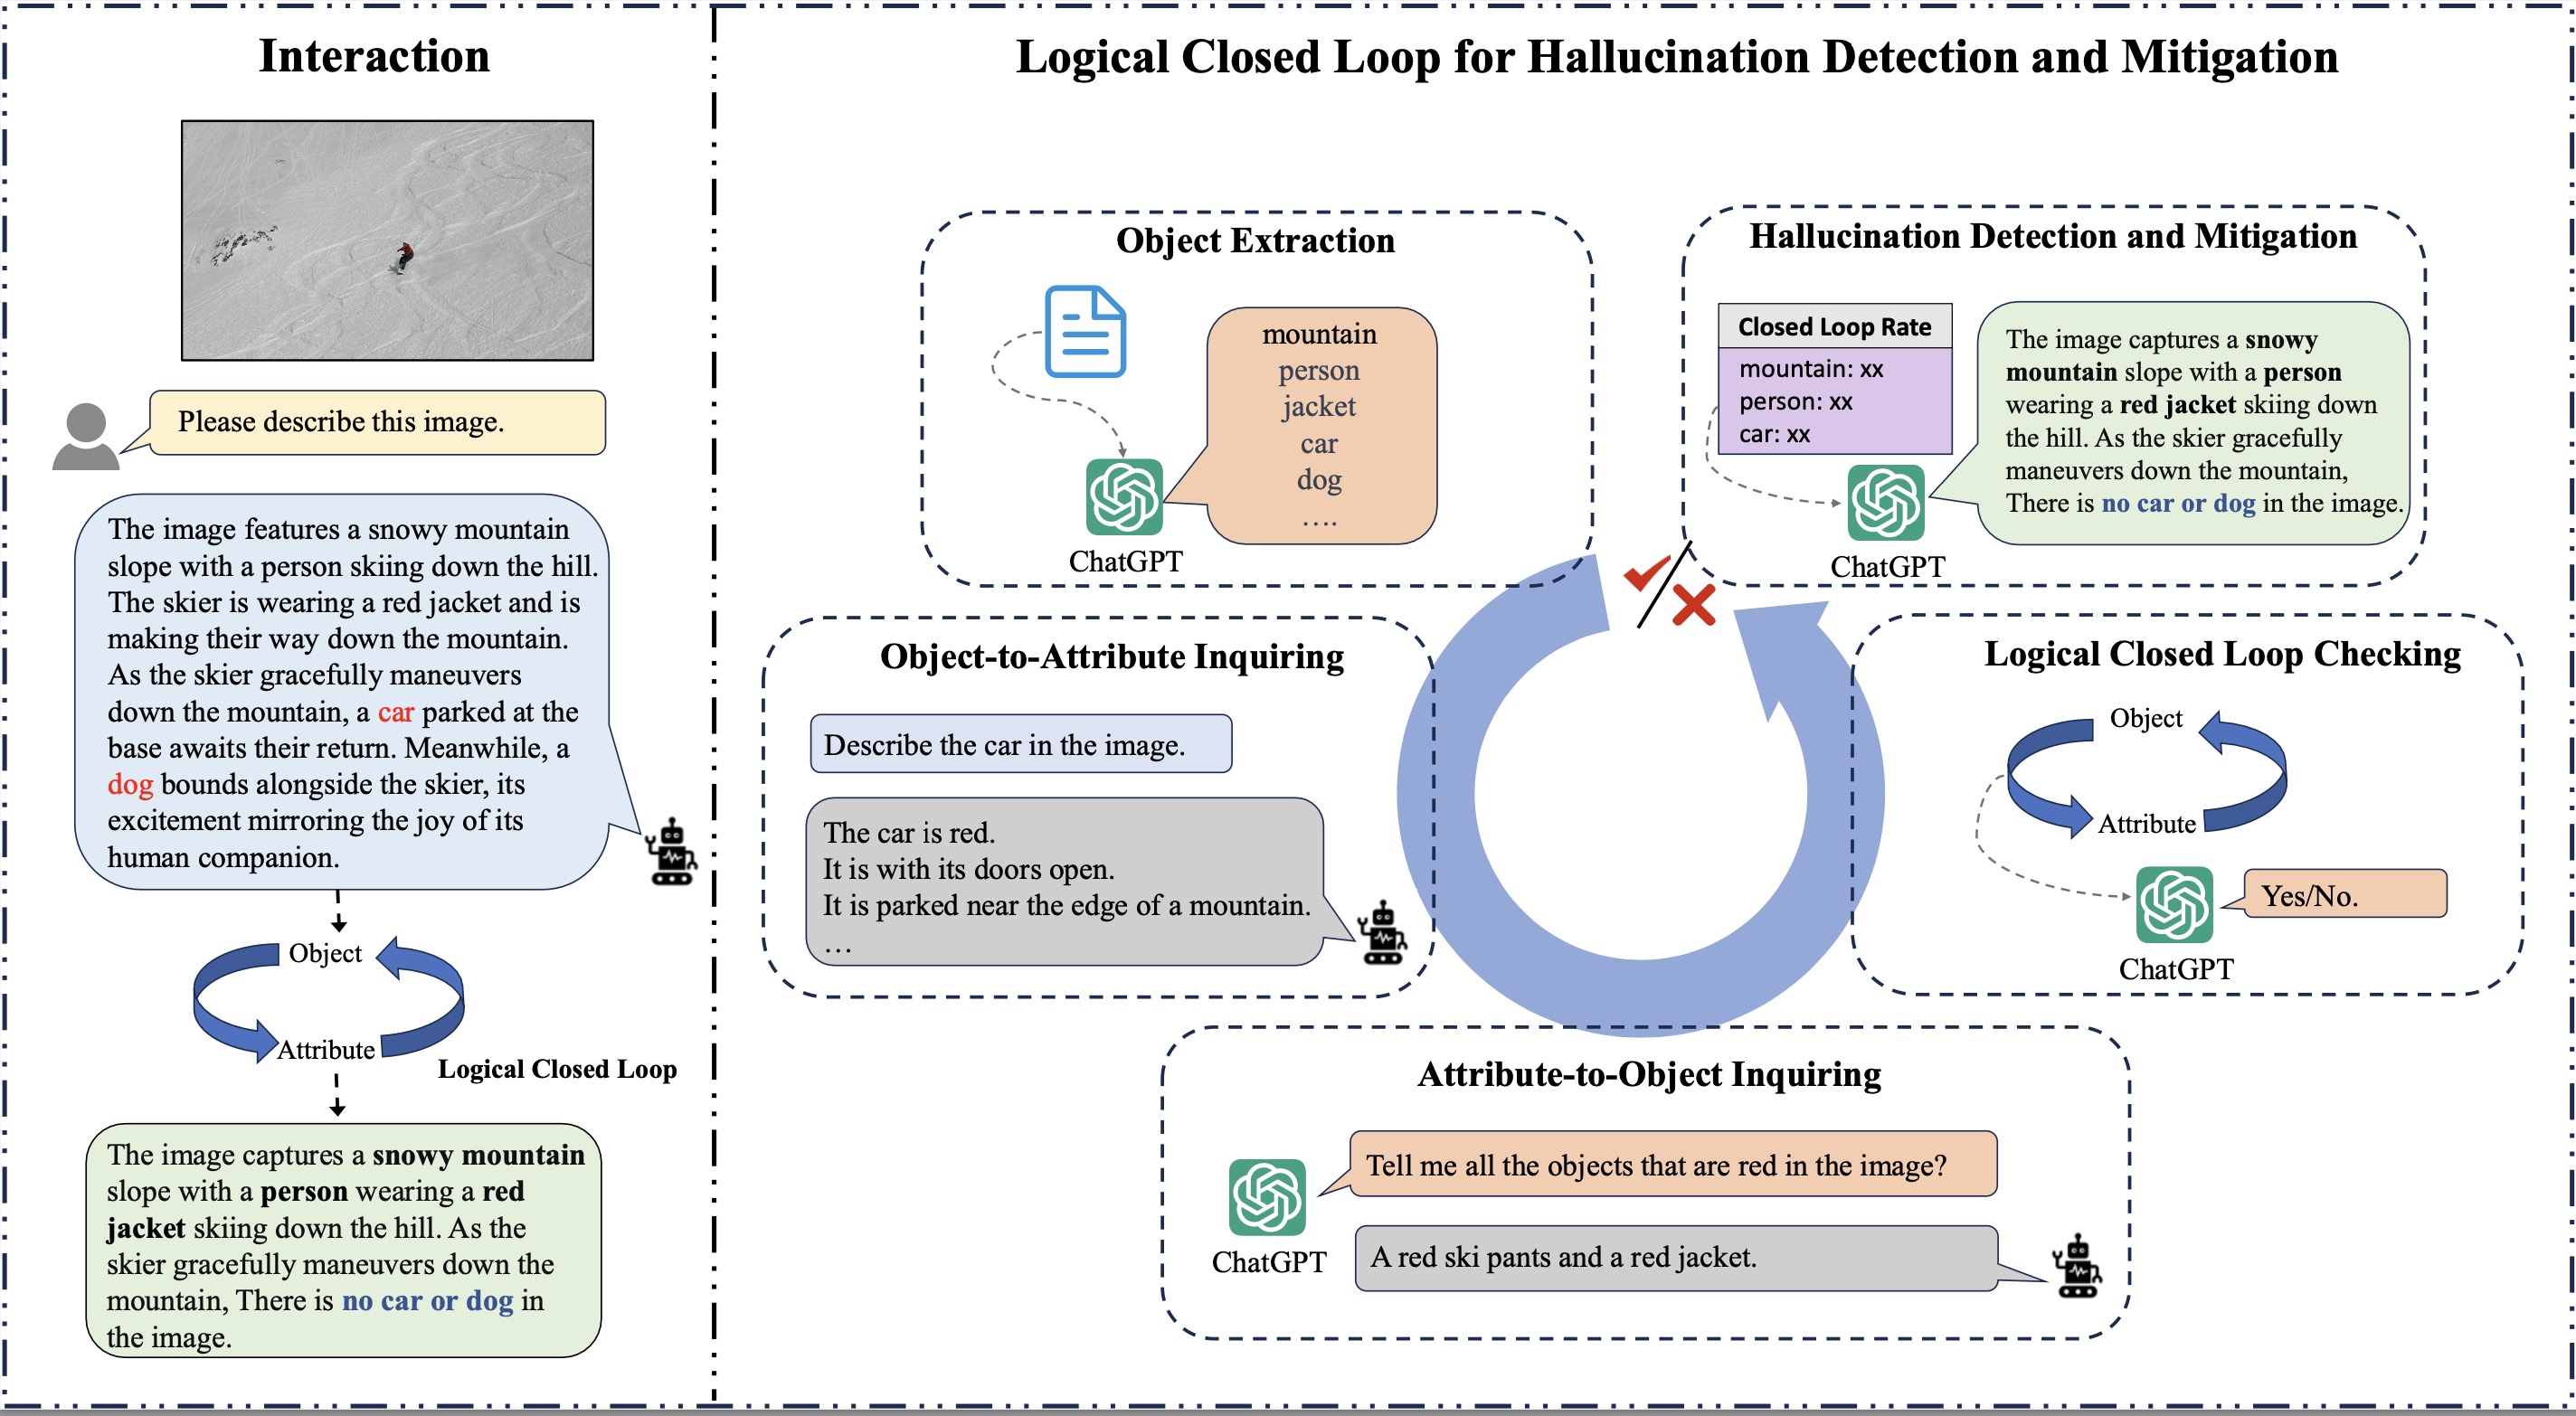 Interaction
Please describe this image.
The image features a snowy mountain
slope with a person skiing down the hill.
The skier is wearing a red jacket and is
making their way down the mountain.
As the skier gracefully maneuvers
down the mountain, a car parked at the
base awaits their return. Meanwhile, a
dog bounds alongside the skier, its
excitement mirroring the joy of its
human companion.
Object
Attribute
Logical Closed Loop
The image captures a snowy mountain
slope with a person wearing a red
jacket skiing down the hill. As the
skier gracefully maneuvers down the
mountain, There is no car or dog in
the image.
Logical Closed Loop for Hallucination Detection and Mitigation
Object Extraction
mountain
person
jacket
car
dog
....
ChatGPT
Object-to-Attribute Inquiring
Describe the car in the image.
The car is red.
It is with its doors open.
It is parked near the edge of a mountain.
...
Attribute-to-Object Inquiring
Tell me all the objects that are red in the image?
ChatGPT
A red ski pants and a red jacket.
Logical Closed Loop Checking
Object
Attribute
Yes/No.
ChatGPT
Hallucination Detection and Mitigation
Closed Loop Rate
mountain: xx
person: xx
car: xx
The image captures a snowy
mountain slope with a person
wearing a red jacket skiing down
the hill. As the skier gracefully
maneuvers down the mountain,
There is no car or dog in the image.
ChatGPT